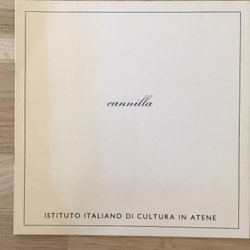 cannilla
ISTITUTO ITALIANO DI CULTURA IN ATENE